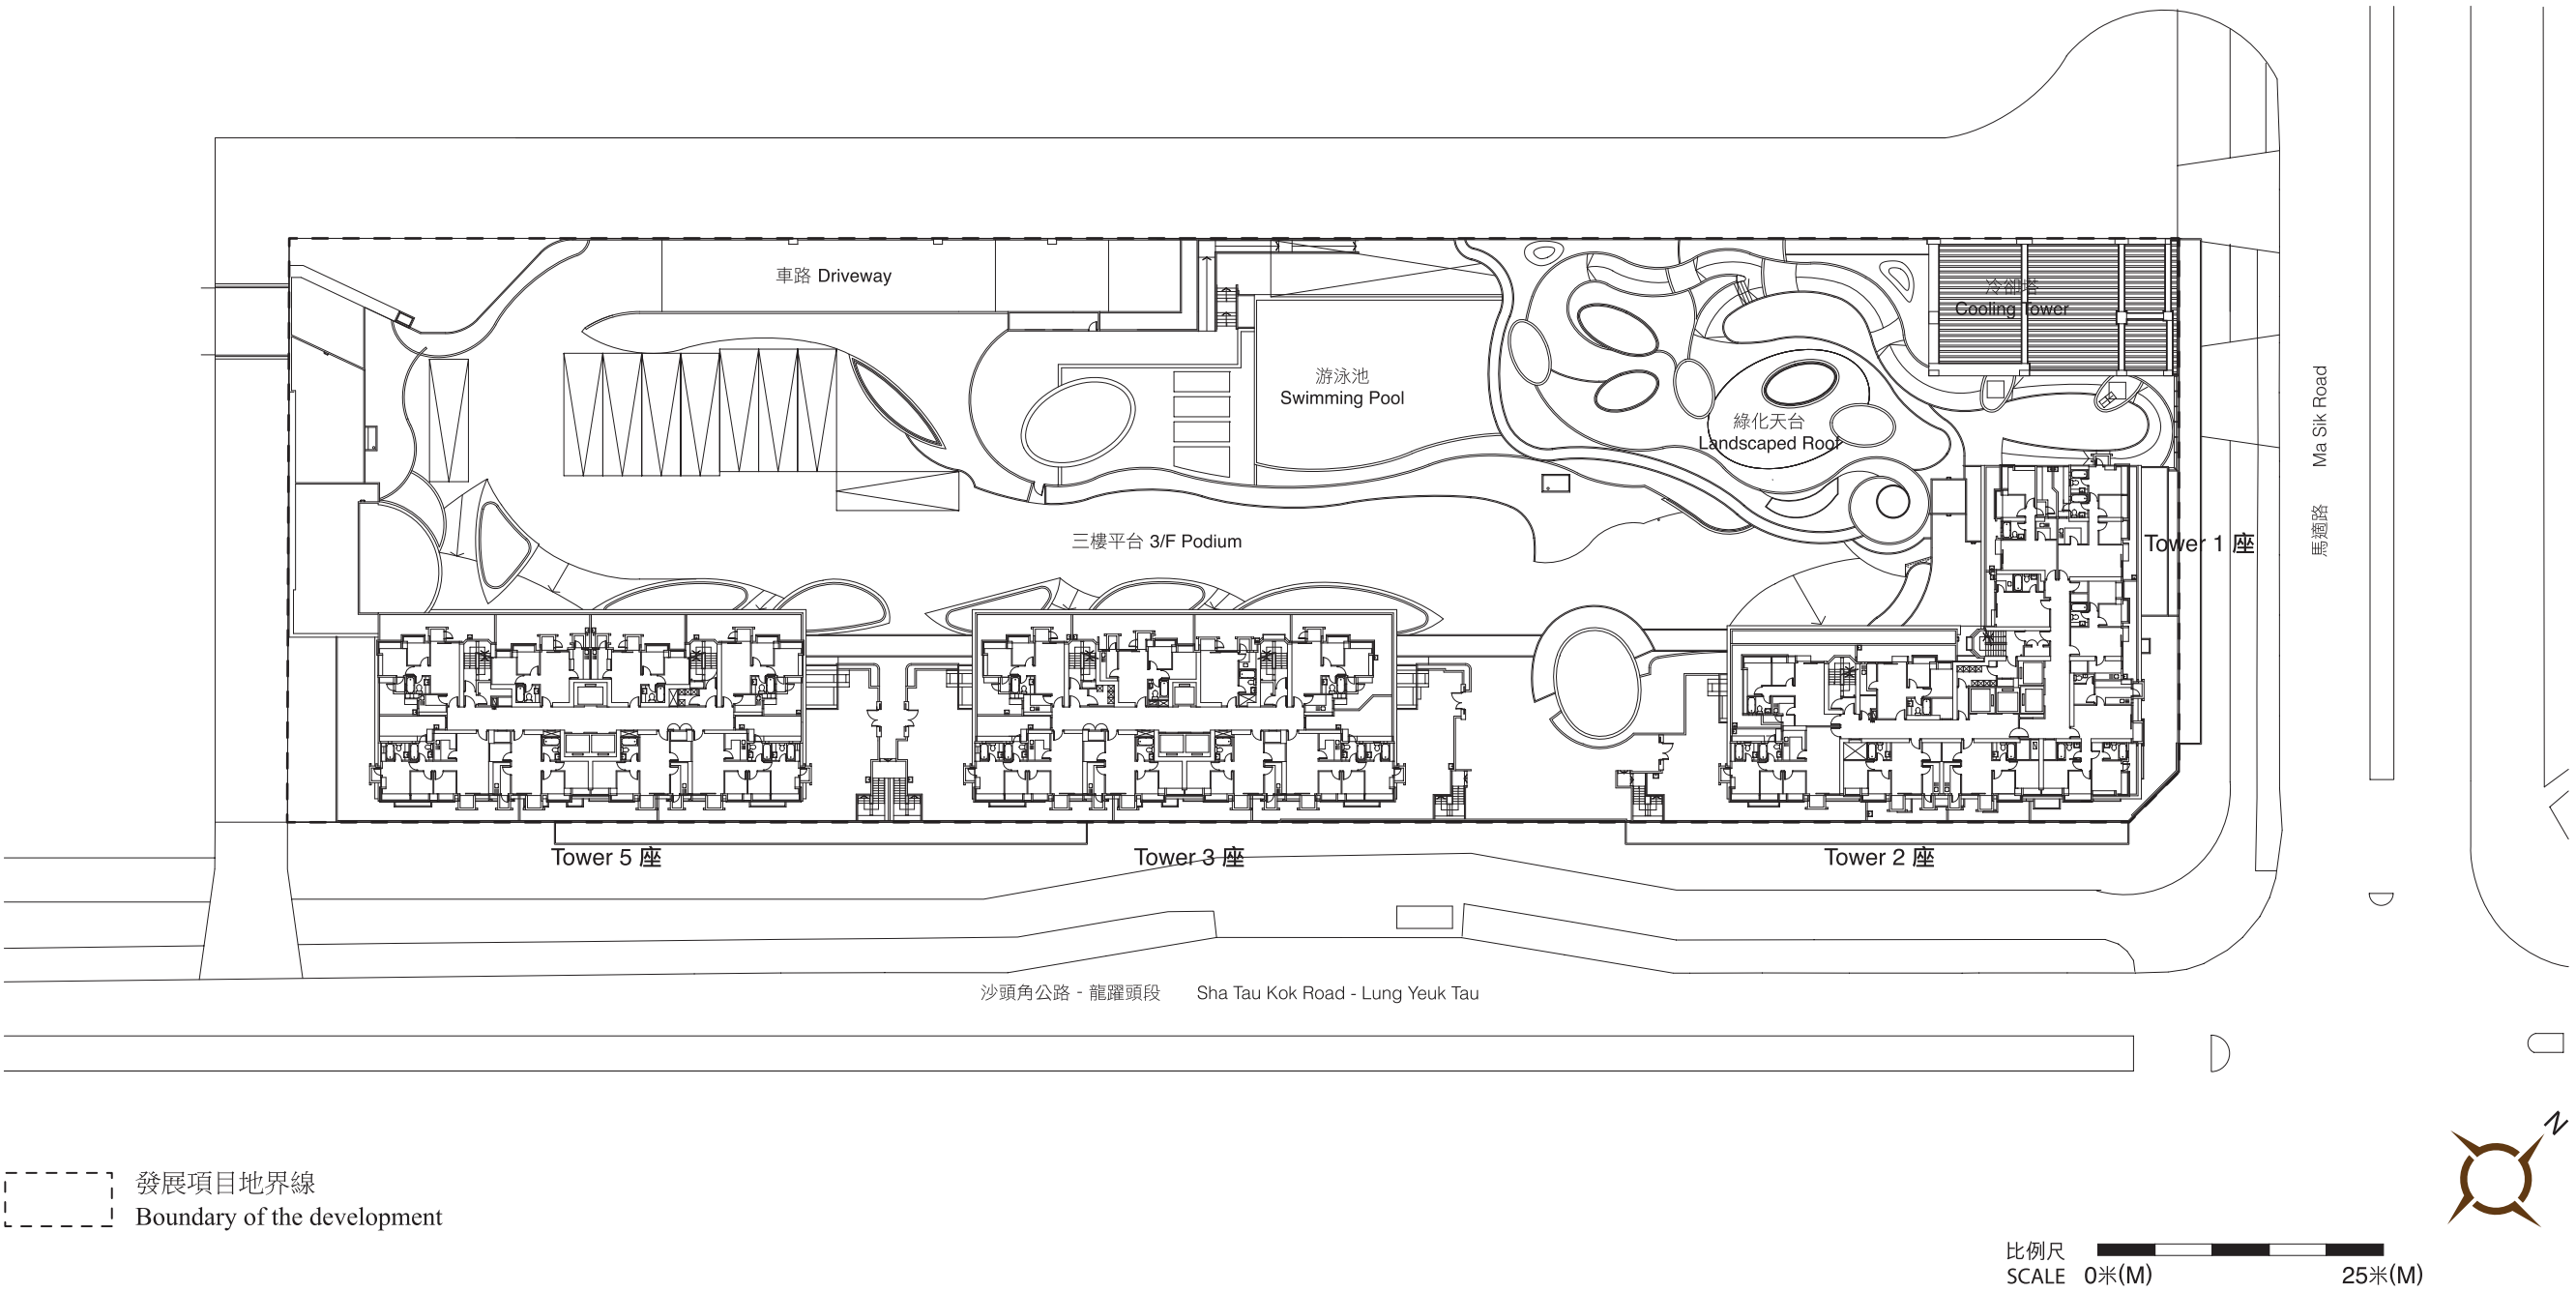 車路 Driveway
冷卻塔
Cooling Tower
游泳池
Swimming Pool
綠化天台
Landscaped Roof
馬適路 Ma Sik Road
三樓平台 3/F Podium
Tower 1 座
Tower 5 座
Tower 3 座
Tower 2 座
沙頭角公路 - 龍躍頭段 Sha Tau Kok Road - Lung Yeuk Tau
N
發展項目地界線
Boundary of the development
比例尺
SCALE 0米(M) 25米(M)